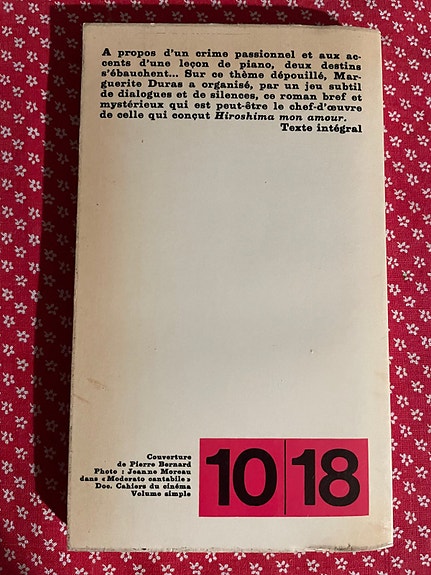 A propos d'un crime passionnel et aux ac-
cents d'une leçon de piano, deux destins
s'ébauchent... Sur ce thème dépouillé, Mar-
guerite Duras a organisé, par un jeu subtil
de dialogues et de silences, ce roman bref et
mystérieux qui est peut-être le chef-d'œuvre
de celle qui conçut Hiroshima mon amour.
Texte intégral
Couverture
de Pierre Bernard
Photo : Jeanne Moreau
dans « Moderato cantabile »
Doc. Cahiers du cinéma
Volume simple
10|18